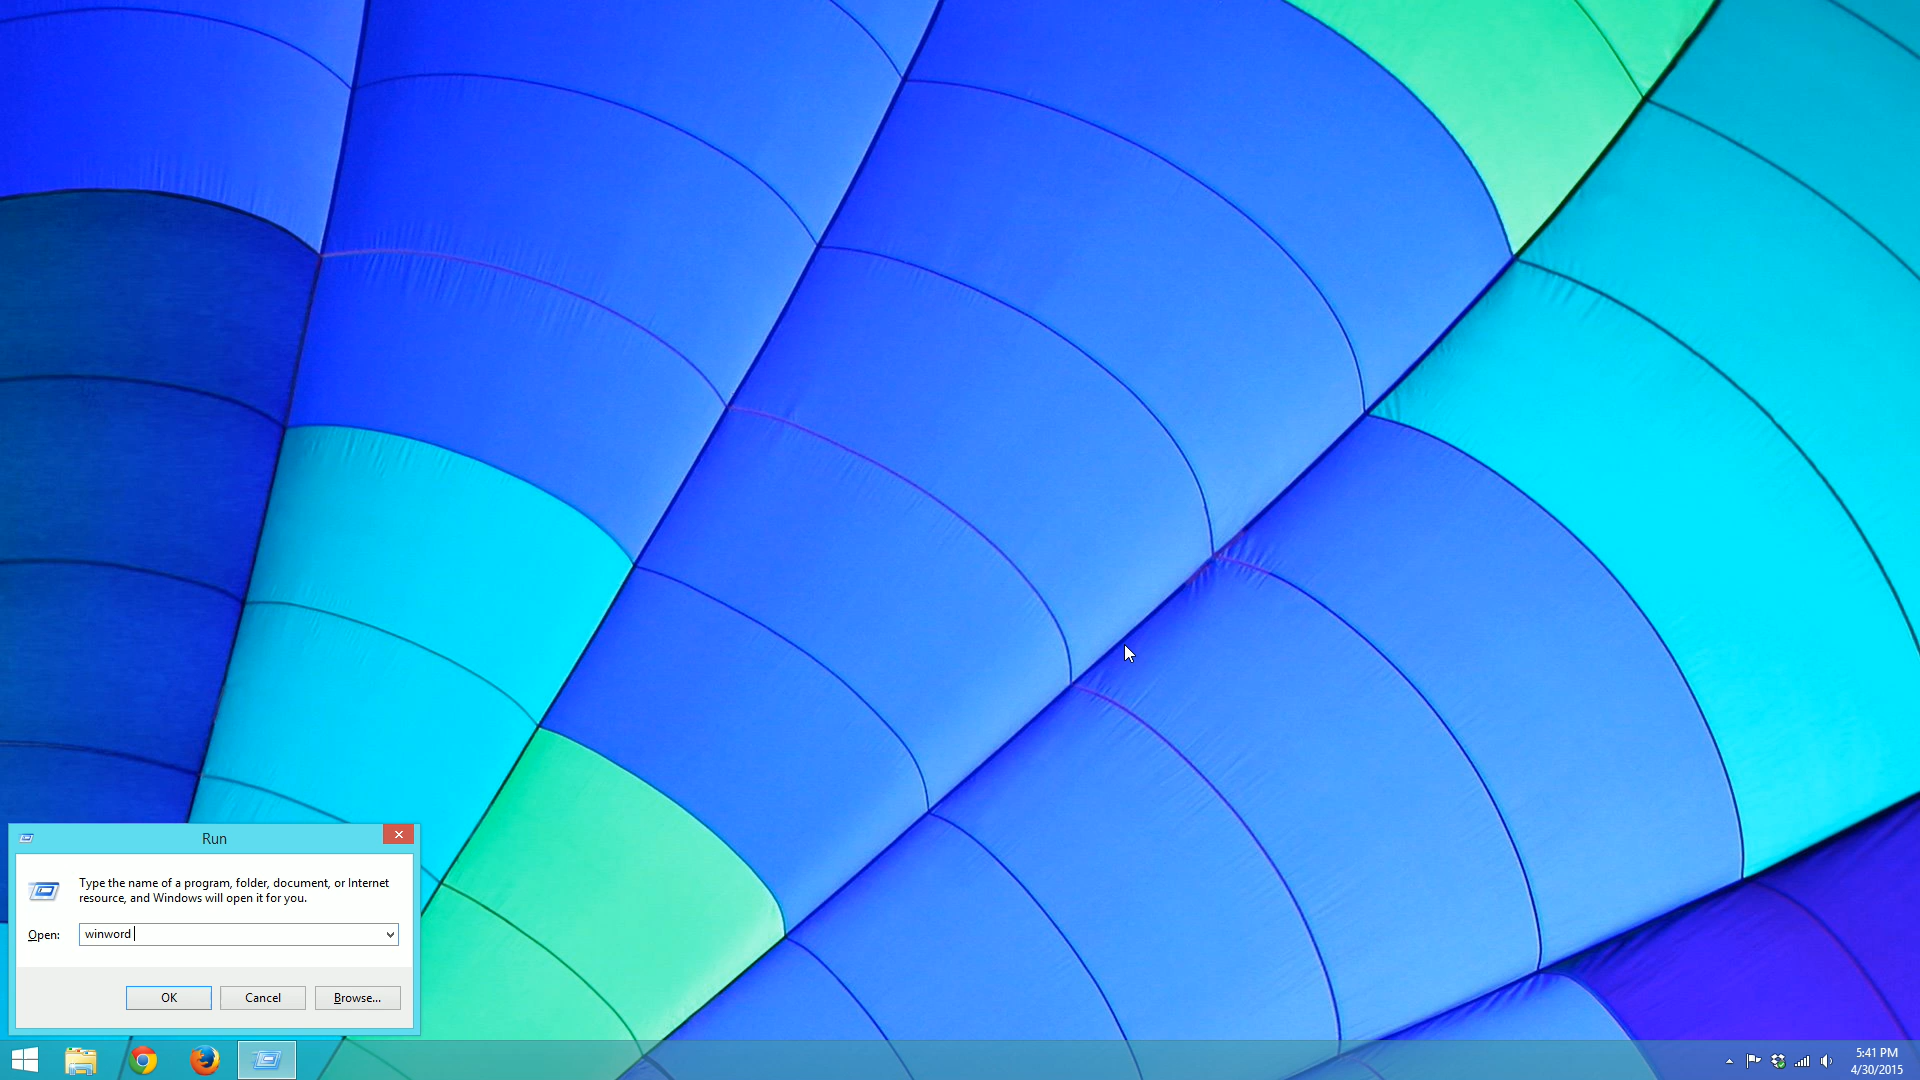 Run
Type the name of a program, folder, document, or Internet
resource, and Windows will open it for you.
Open: winword
OK Cancel Browse...
5:41 PM
4/30/2015